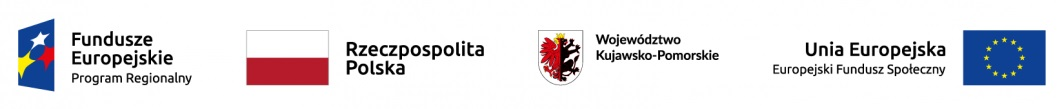 Fundusze
Europejskie
Program Regionalny
Rzeczpospolita
Polska
Województwo
Kujawsko-Pomorskie
Unia Europejska
Europejski Fundusz Społeczny